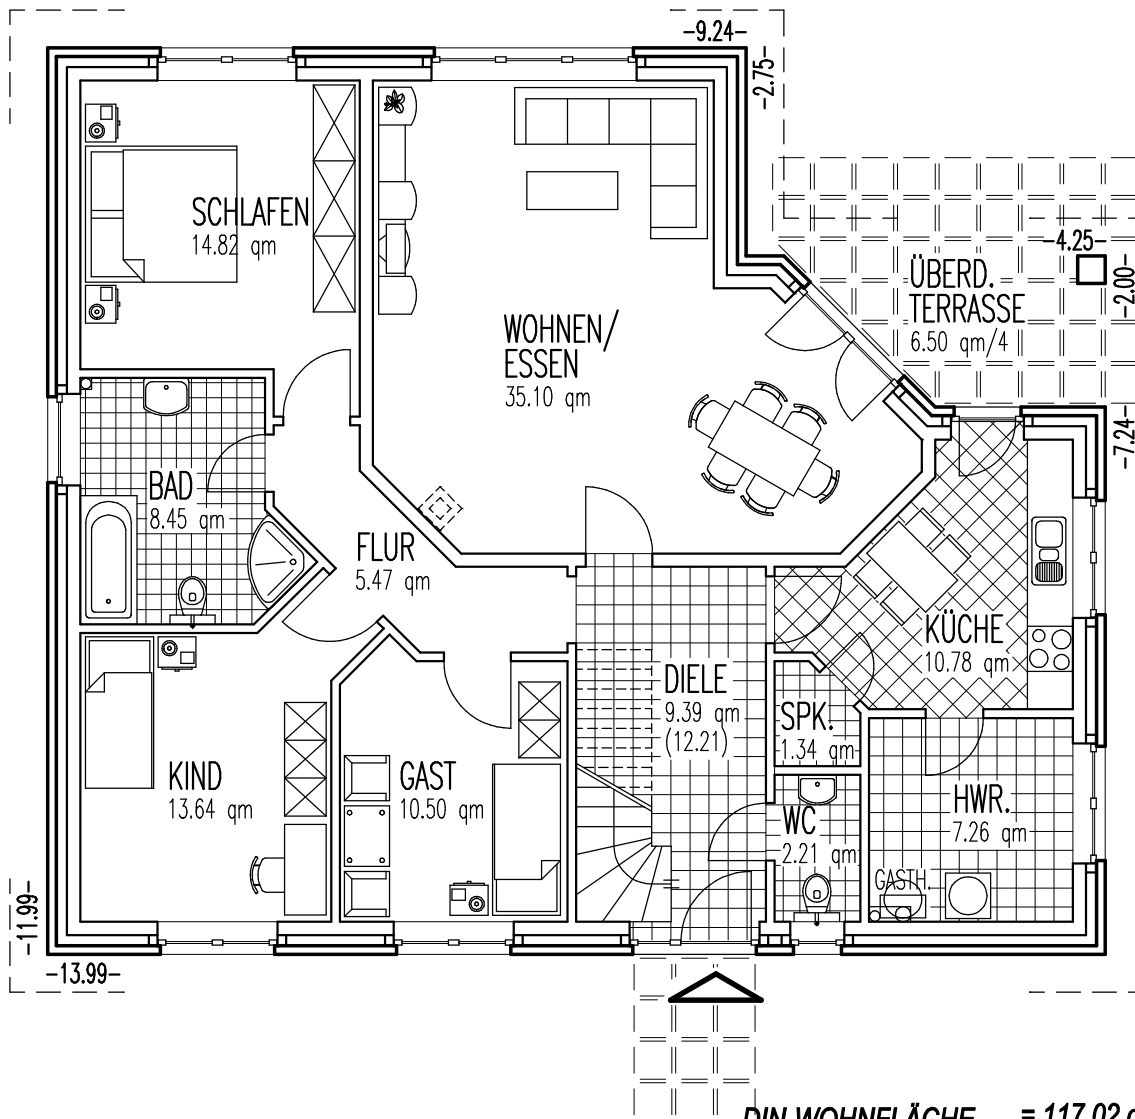 -9.24-
-2.75-
SCHLAFEN
14.82 qm
-4.25-
-2.00-
ÜBERD.
TERRASSE
6.50 qm/4
WOHNEN/
ESSEN
35.10 qm
-7.24-
BAD
8.45 qm
FLUR
5.47 qm
KÜCHE
10.78 qm
DIELE
9.39 qm
(12.21)
SPK.
1.34 qm
KIND
13.64 qm
GAST
10.50 qm
WC
2.21 qm
HWR.
7.26 qm
GASTH.
-11.99-
-13.99-
DIN WOHNFLÄCHE = 117.02